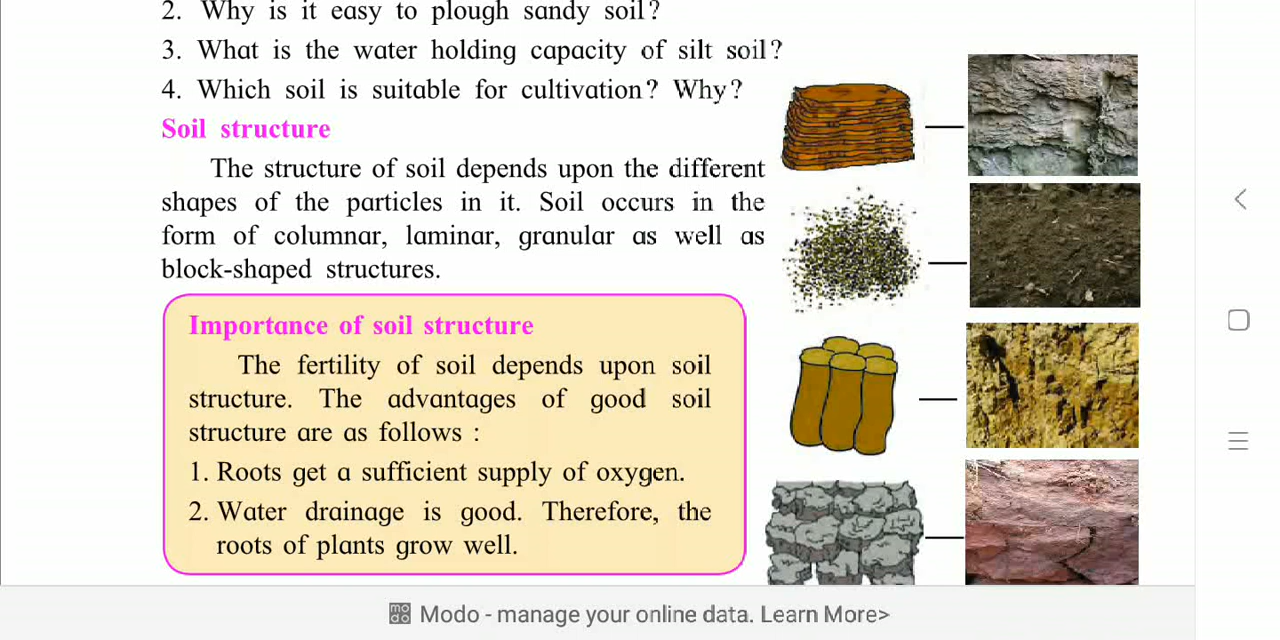 2. Why is it easy to plough sandy soil?
3. What is the water holding capacity of silt soil?
4. Which soil is suitable for cultivation? Why?
Soil structure
The structure of soil depends upon the different
shapes of the particles in it. Soil occurs in the
form of columnar, laminar, granular as well as
block-shaped structures.
Importance of soil structure
The fertility of soil depends upon soil
structure. The advantages of good soil
structure are as follows :
1. Roots get a sufficient supply of oxygen.
2. Water drainage is good. Therefore, the
roots of plants grow well.
mo
do Modo - manage your online data. Learn More>